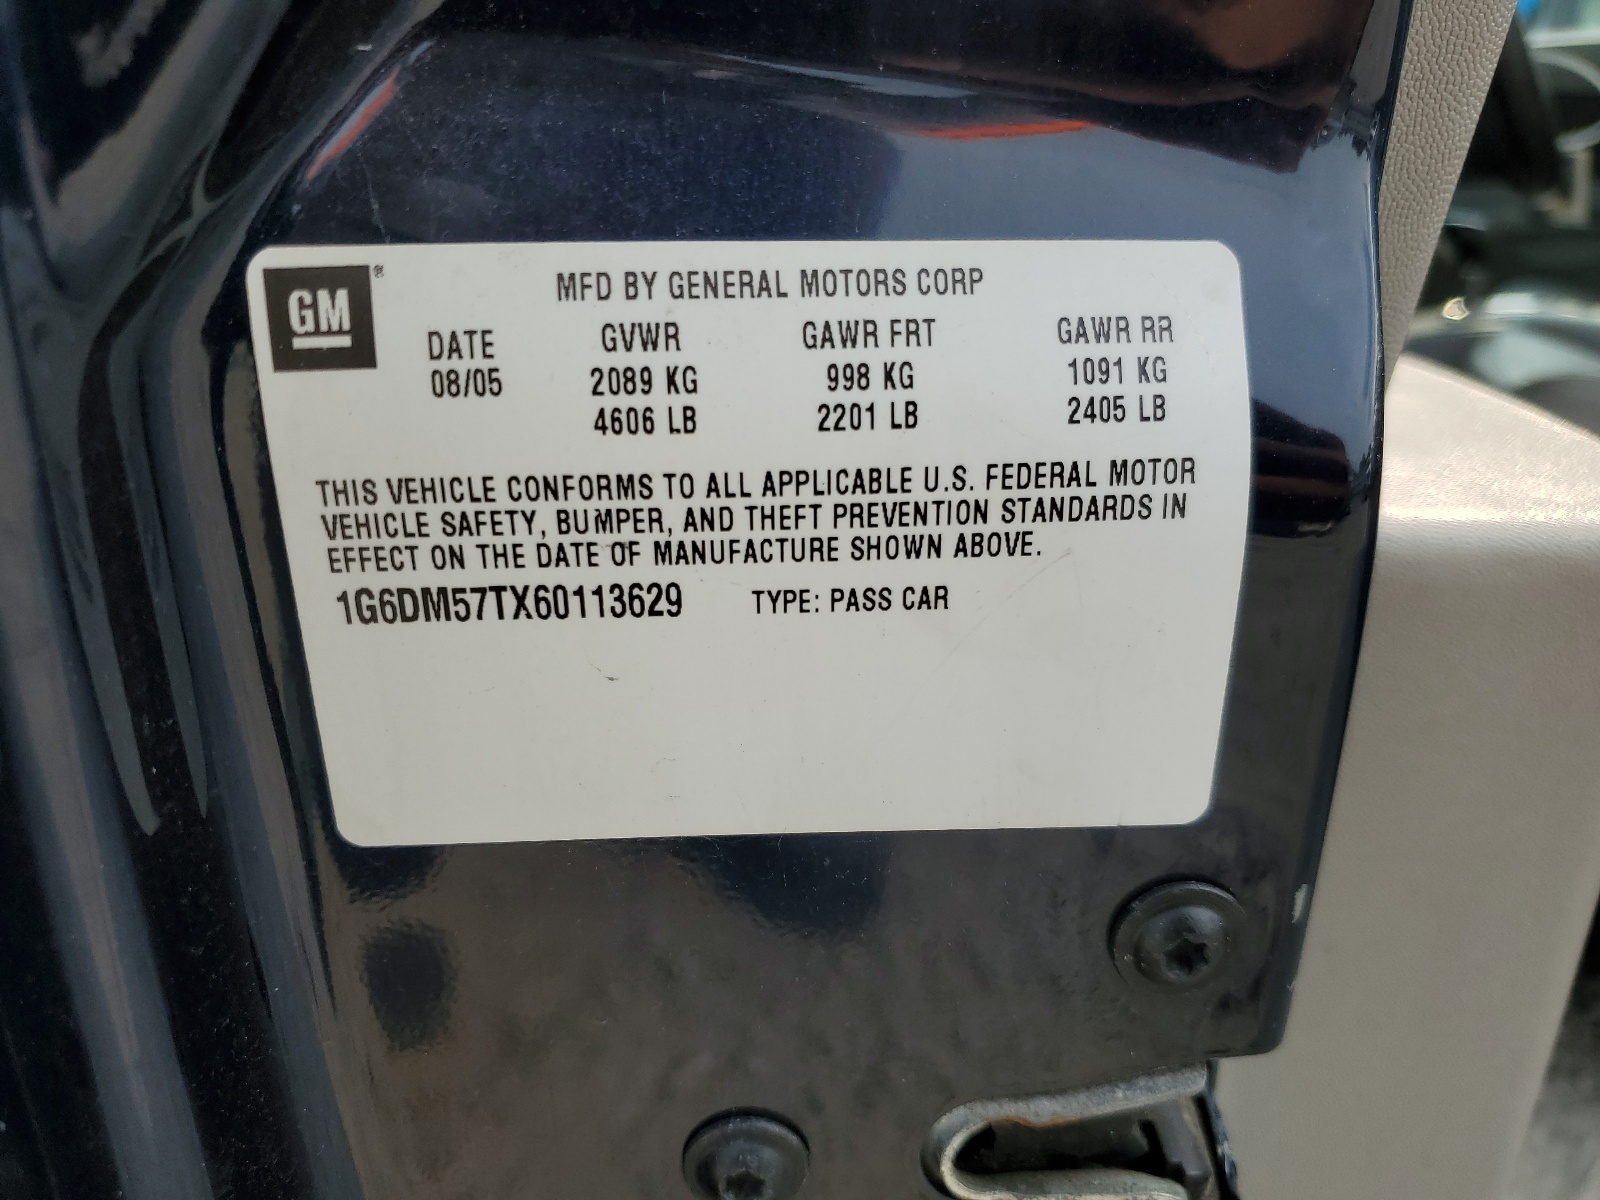 GM®
MFD BY GENERAL MOTORS CORP
DATE GVWR GAWR FRT GAWR RR
08/05 2089 KG 998 KG 1091 KG
4606 LB 2201 LB 2405 LB
THIS VEHICLE CONFORMS TO ALL APPLICABLE U.S. FEDERAL MOTOR
VEHICLE SAFETY, BUMPER, AND THEFT PREVENTION STANDARDS IN
EFFECT ON THE DATE OF MANUFACTURE SHOWN ABOVE.
1G6DM57TX60113629 TYPE: PASS CAR